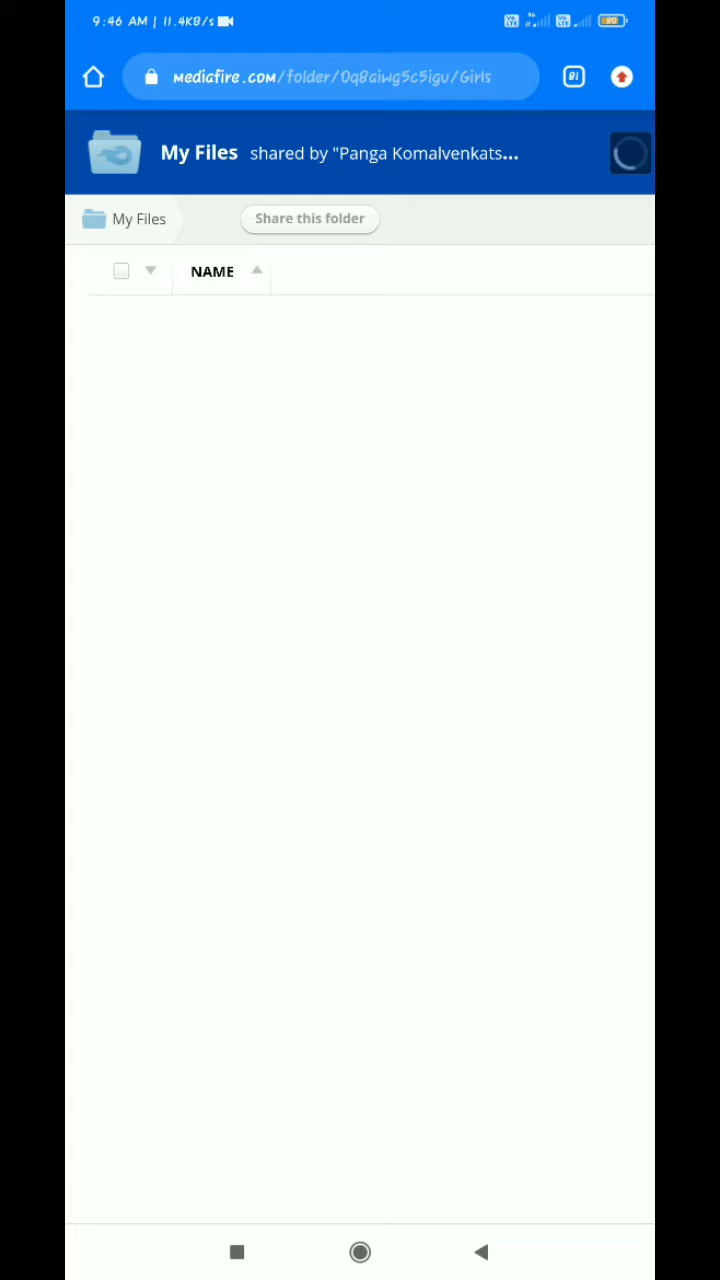 9:46 AM | 11.4KB/s
mediafire.com/folder/0q8aiwg5c5igu/Girls
My Files shared by "Panga Komalvenkats...
My Files Share this folder
NAME